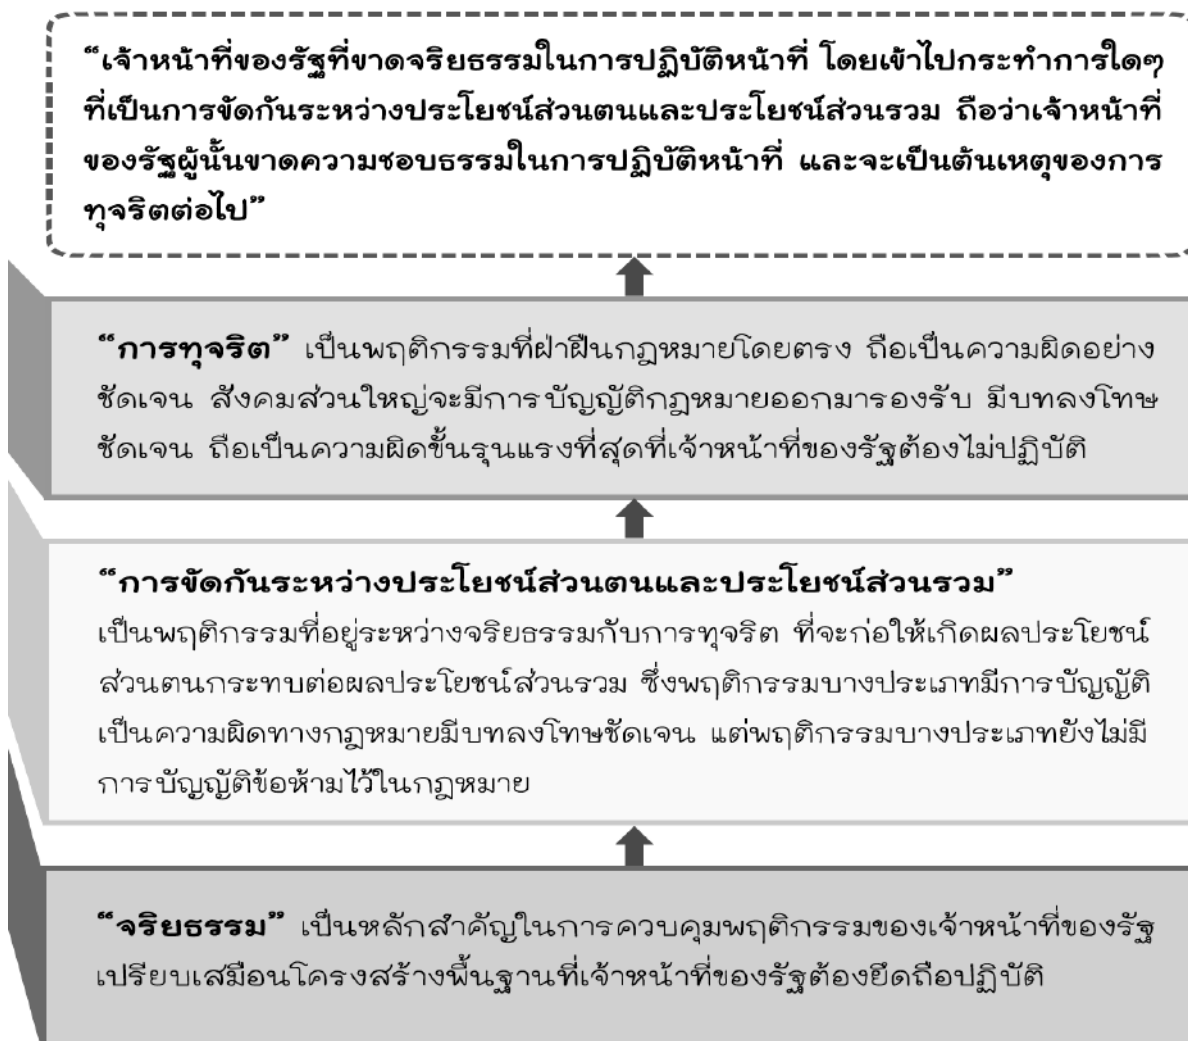 “เจ้าหน้าที่ของรัฐที่ขาดจริยธรรมในการปฏิบัติหน้าที่ โดยเข้าไปกระทำการใดๆ
ที่เป็นการขัดกันระหว่างประโยชน์ส่วนตนและประโยชน์ส่วนรวม ถือว่าเจ้าหน้าที่
ของรัฐผู้นั้นขาดความชอบธรรมในการปฏิบัติหน้าที่ และจะเป็นต้นเหตุของการ
ทุจริตต่อไป”
“การทุจริต” เป็นพฤติกรรมที่ฝ่าฝืนกฎหมายโดยตรง ถือเป็นความผิดอย่าง
ชัดเจน สังคมส่วนใหญ่จะมีการบัญญัติกฎหมายออกมารองรับ มีบทลงโทษ
ชัดเจน ถือเป็นความผิดขั้นรุนแรงที่สุดที่เจ้าหน้าที่ของรัฐต้องไม่ปฏิบัติ
“การขัดกันระหว่างประโยชน์ส่วนตนและประโยชน์ส่วนรวม”
เป็นพฤติกรรมที่อยู่ระหว่างจริยธรรมกับการทุจริต ที่จะก่อให้เกิดผลประโยชน์
ส่วนตนกระทบต่อผลประโยชน์ส่วนรวม ซึ่งพฤติกรรมบางประเภทมีการบัญญัติ
เป็นความผิดทางกฎหมายมีบทลงโทษชัดเจน แต่พฤติกรรมบางประเภทยังไม่มี
การบัญญัติข้อห้ามไว้ในกฎหมาย
“จริยธรรม” เป็นหลักสำคัญในการควบคุมพฤติกรรมของเจ้าหน้าที่ของรัฐ
เปรียบเสมือนโครงสร้างพื้นฐานที่เจ้าหน้าที่ของรัฐต้องยึดถือปฏิบัติ